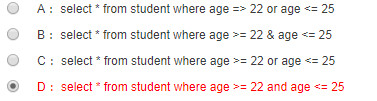 A： select * from student where age => 22 or age <= 25
B： select * from student where age >= 22 & age <= 25
C： select * from student where age >= 22 or age <= 25
D： select * from student where age >= 22 and age <= 25